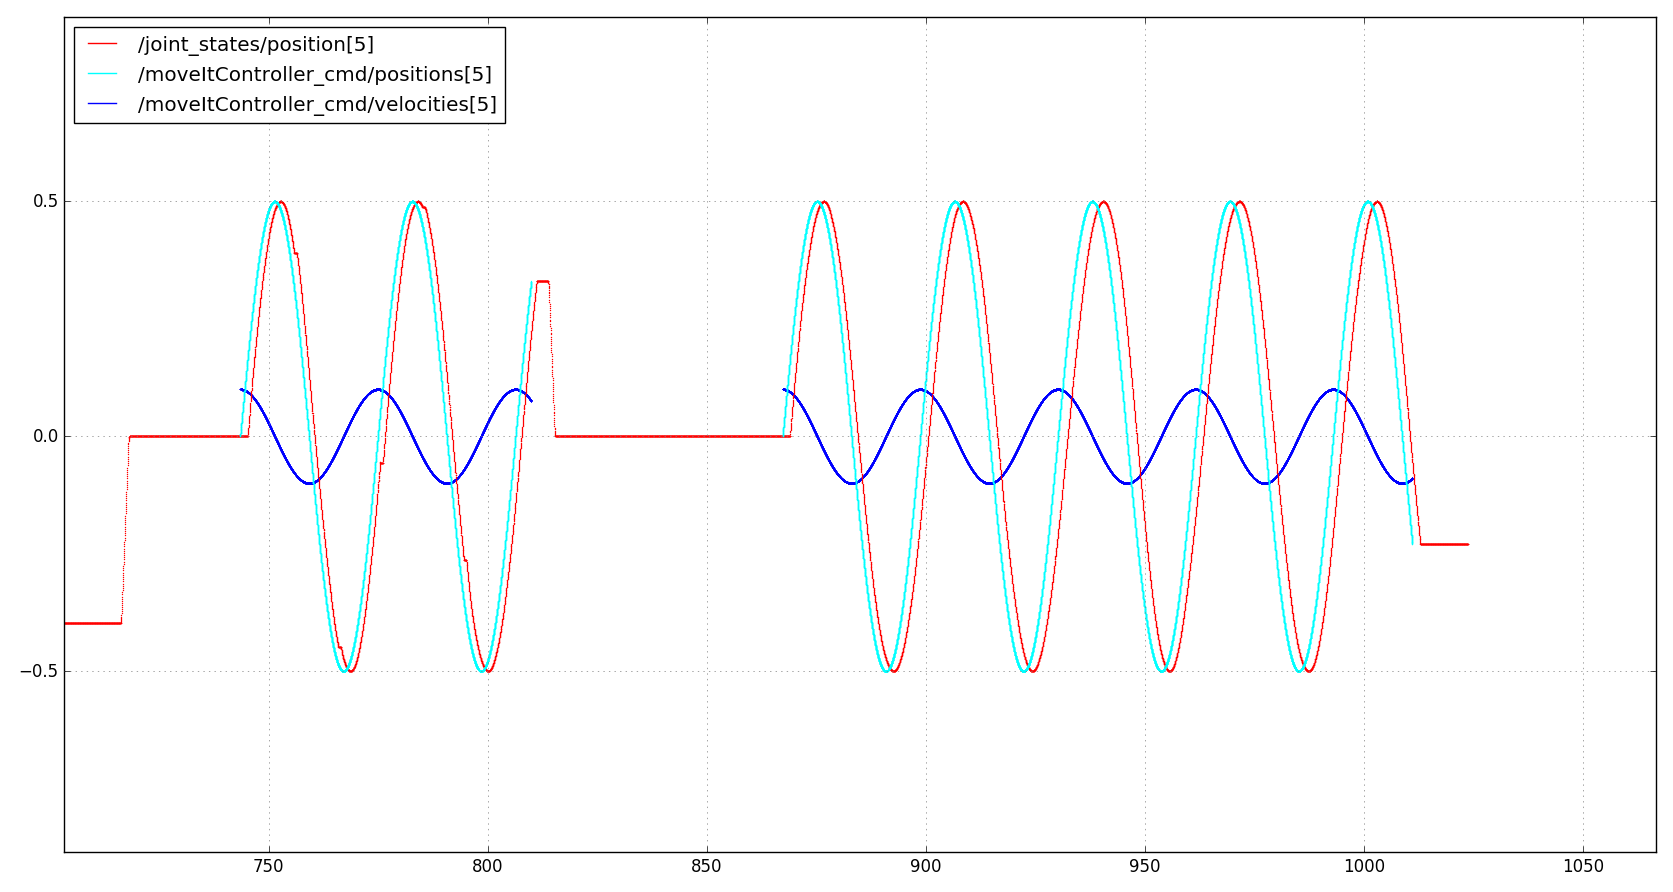 /joint_states/position[5]
/moveItController_cmd/positions[5]
/moveItController_cmd/velocities[5]
0.5
0.0
−0.5
750 800 850 900 950 1000 1050